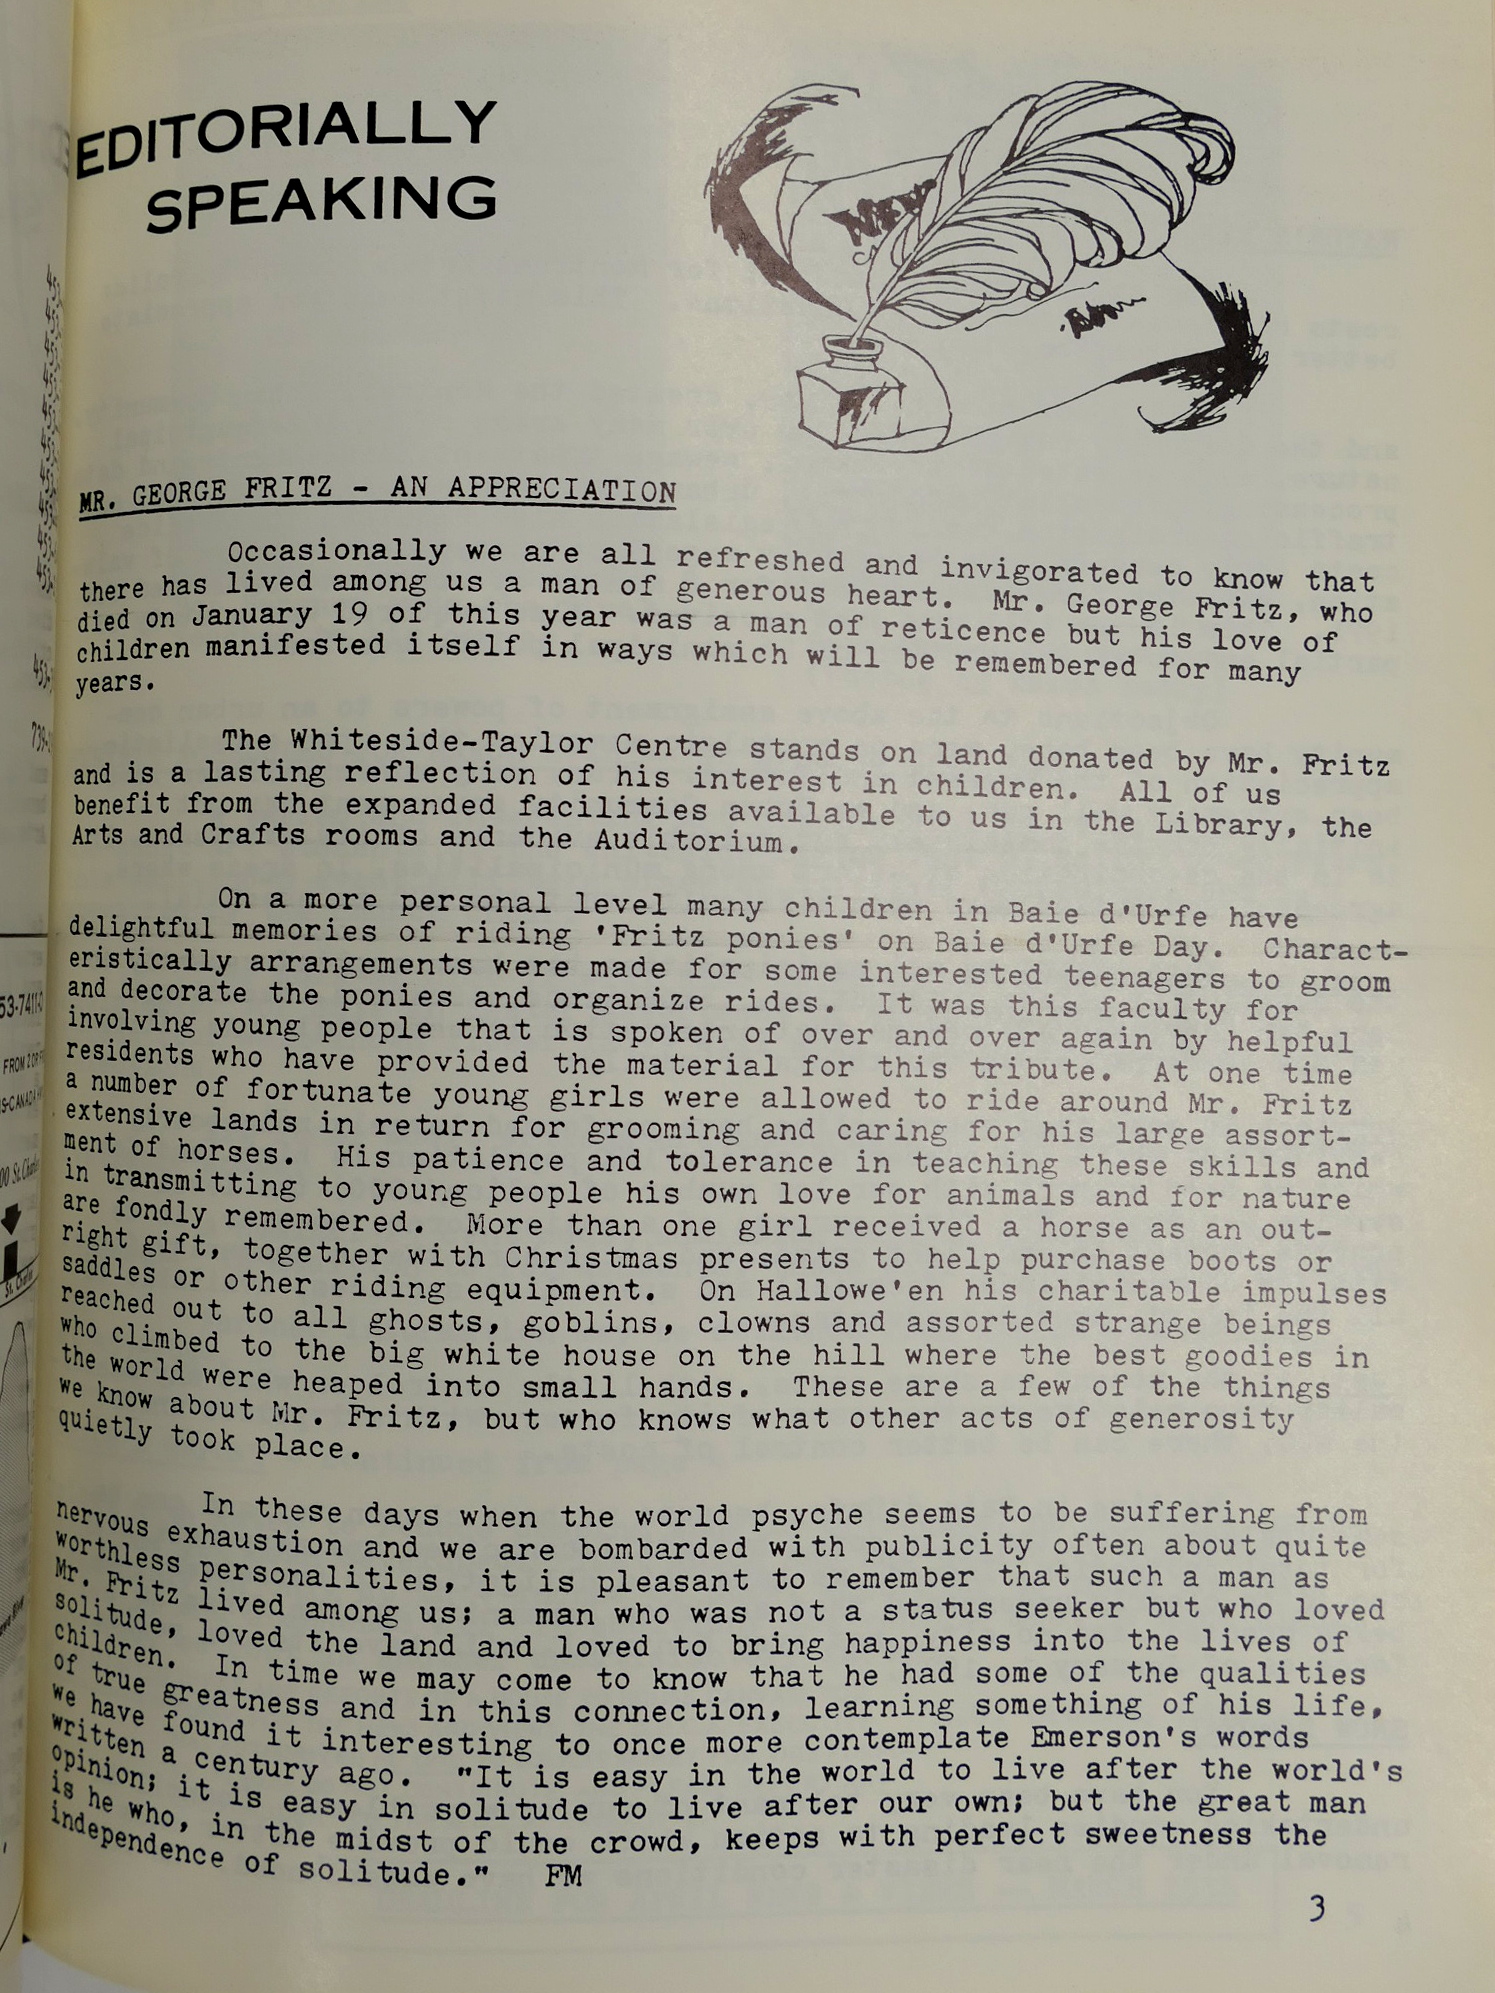 EDITORIALLY
SPEAKING
MR. GEORGE FRITZ - AN APPRECIATION
Occasionally we are all refreshed and invigorated to know that
there has lived among us a man of generous heart. Mr. George Fritz, who
died on January 19 of this year was a man of reticence but his love of
children manifested itself in ways which will be remembered for many
years.
The Whiteside-Taylor Centre stands on land donated by Mr. Fritz
and is a lasting reflection of his interest in children. All of us
benefit from the expanded facilities available to us in the Library, the
Arts and Crafts rooms and the Auditorium.
On a more personal level many children in Baie d'Urfe have
delightful memories of riding 'Fritz ponies' on Baie d'Urfe Day. Charact-
eristically arrangements were made for some interested teenagers to groom
and decorate the ponies and organize rides. It was this faculty for
involving young people that is spoken of over and over again by helpful
residents who have provided the material for this tribute. At one time
a number of fortunate young girls were allowed to ride around Mr. Fritz
extensive lands in return for grooming and caring for his large assort-
ment of horses. His patience and tolerance in teaching these skills and
in transmitting to young people his own love for animals and for nature
are fondly remembered. More than one girl received a horse as an out-
right gift, together with Christmas presents to help purchase boots or
saddles or other riding equipment. On Hallowe'en his charitable impulses
reached out to all ghosts, goblins, clowns and assorted strange beings
who climbed to the big white house on the hill where the best goodies in
the world were heaped into small hands. These are a few of the things
we know about Mr. Fritz, but who knows what other acts of generosity
quietly took place.
In these days when the world psyche seems to be suffering from
nervous exhaustion and we are bombarded with publicity often about quite
worthless personalities, it is pleasant to remember that such a man as
Mr. Fritz lived among us; a man who was not a status seeker but who loved
solitude, loved the land and loved to bring happiness into the lives of
children. In time we may come to know that he had some of the qualities
of true greatness and in this connection, learning something of his life,
we have found it interesting to once more contemplate Emerson's words
written a century ago. "It is easy in the world to live after the world's
opinion; it is easy in solitude to live after our own; but the great man
is he who, in the midst of the crowd, keeps with perfect sweetness the
independence of solitude." FM
3